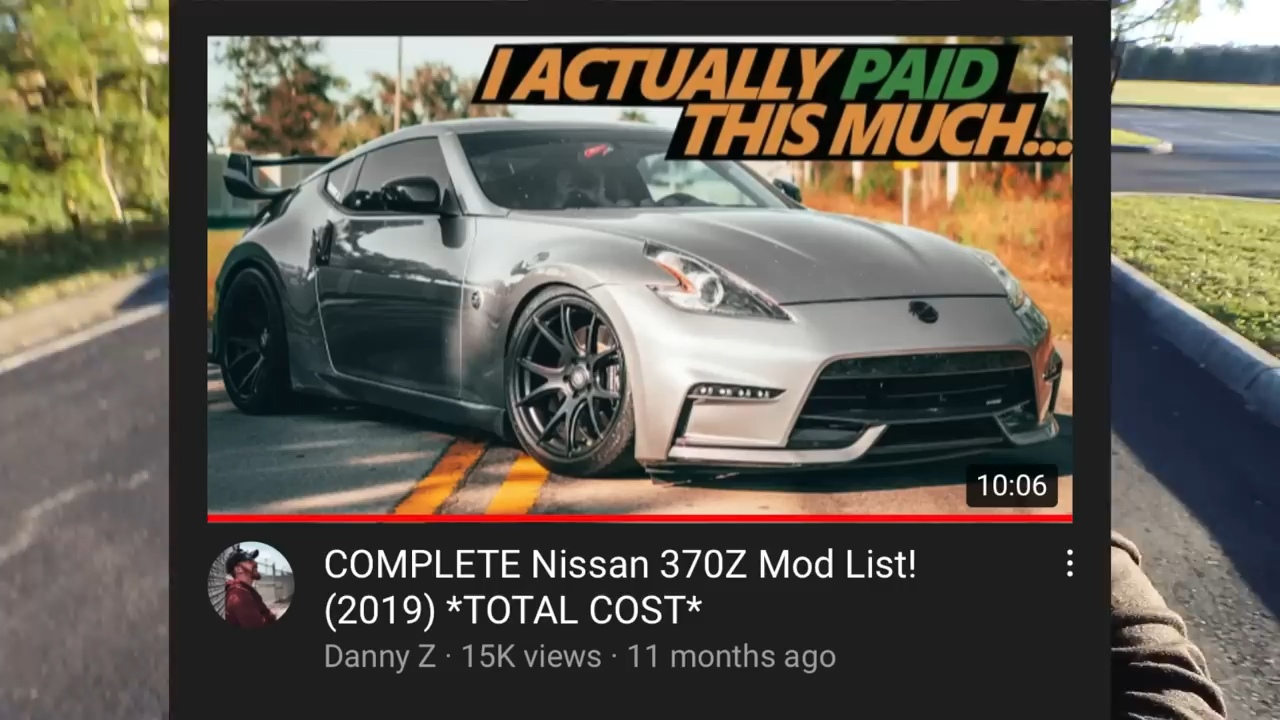 I ACTUALLY PAID
THIS MUCH...
10:06
COMPLETE Nissan 370Z Mod List!
(2019) *TOTAL COST*
Danny Z · 15K views · 11 months ago